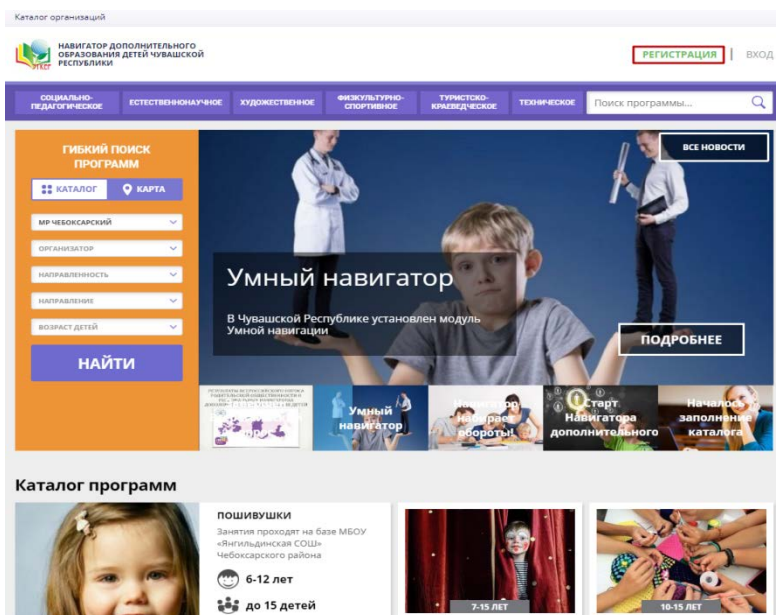 Каталог организаций
НАВИГАТОР ДОПОЛНИТЕЛЬНОГО
ОБРАЗОВАНИЯ ДЕТЕЙ ЧУВАШСКОЙ
РЕСПУБЛИКИ
РЕГИСТРАЦИЯ
ВХОД
СОЦИАЛЬНО-
ПЕДАГОГИЧЕСКОЕ
ЕСТЕСТВЕННОНАУЧНОЕ
ХУДОЖЕСТВЕННОЕ
ФИЗКУЛЬТУРНО-
СПОРТИВНОЕ
ТУРИСТСКО-
КРАЕВЕДЧЕСКОЕ
ТЕХНИЧЕСКОЕ
Поиск программы...
ГИБКИЙ ПОИСК
ПРОГРАММ
КАТАЛОГ
КАРТА
МР ЧЕБОКСАРСКИЙ
ОРГАНИЗАТОР
НАПРАВЛЕННОСТЬ
НАПРАВЛЕНИЕ
ВОЗРАСТ ДЕТЕЙ
НАЙТИ
ВСЕ НОВОСТИ
Умный навигатор
В Чувашской Республике установлен модуль
Умной навигации
ПОДРОБНЕЕ
Умный
навигатор
Навигатор
набирает
обороты!
Старт
Навигатора
дополнительного
Началось
заполнение
каталога
Каталог программ
ПОШИВУШКИ
Занятия проходят на базе МБОУ
«Янгильдинская СОШ»
Чебоксарского района
6-12 лет
до 15 детей
7-15 ЛЕТ
10-15 ЛЕТ